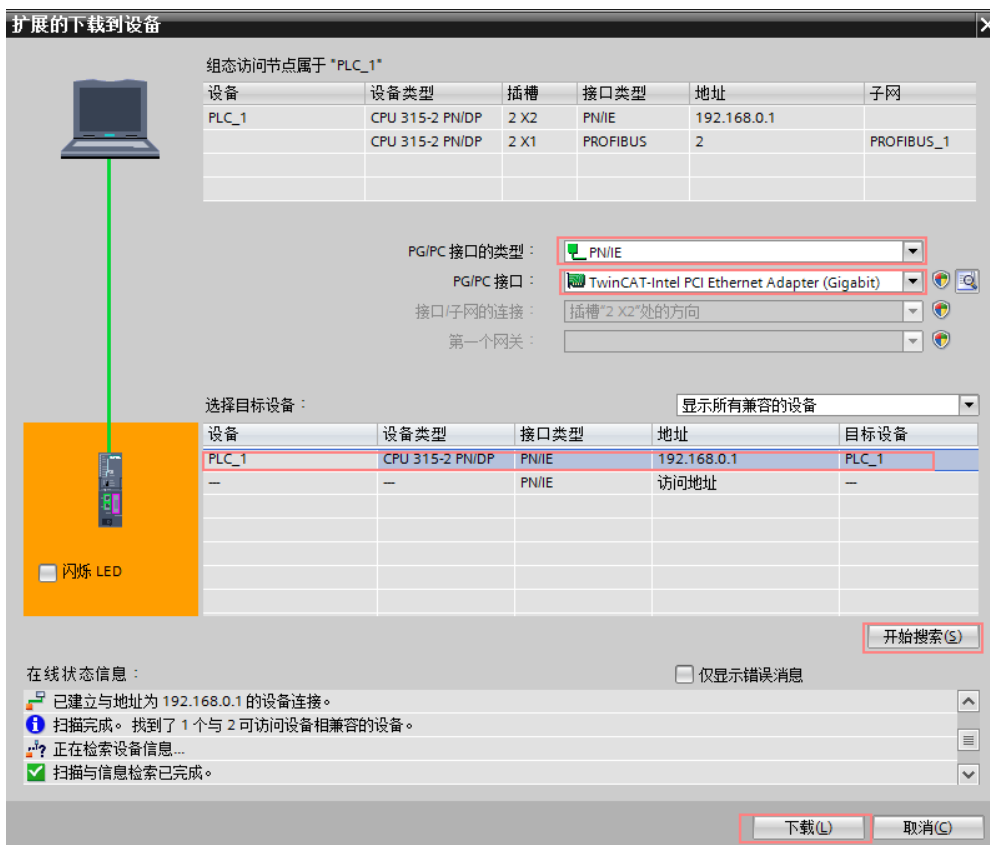 扩展的下载到设备
组态访问节点属于 "PLC_1"
设备 设备类型 插槽 接口类型 地址 子网
PLC_1 CPU 315-2 PN/DP 2 X2 PN/IE 192.168.0.1
CPU 315-2 PN/DP 2 X1 PROFIBUS 2 PROFIBUS_1
PG/PC 接口的类型： PN/IE
PG/PC 接口： TwinCAT-Intel PCI Ethernet Adapter (Gigabit)
接口/子网的连接： 插槽"2 X2"处的方向
第一个网关：
选择目标设备： 显示所有兼容的设备
设备 设备类型 接口类型 地址 目标设备
PLC_1 CPU 315-2 PN/DP PN/IE 192.168.0.1 PLC_1
— — PN/IE 访问地址 —
闪烁 LED
开始搜索(S)
在线状态信息： 仅显示错误消息
已建立与地址为 192.168.0.1 的设备连接。
扫描完成。 找到了 1 个与 2 可访问设备相兼容的设备。
正在检索设备信息...
扫描与信息检索已完成。
下载(L) 取消(C)